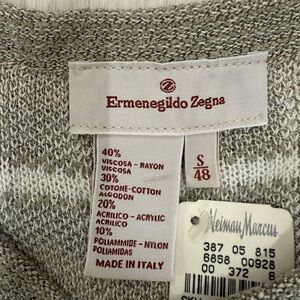 Ermenegildo Zegna
40%
VISCOSA - RAYON
VISCOSA
30%
COTONE-COTTON
ALGODON
20%
ACRILICO - ACRYLIC
ACRILICO
10%
POLIAMMIDE - NYLON
POLIAMIDAS
MADE IN ITALY
S
48
Neiman Marcus
387 05 815
6858 00928
00 372 6